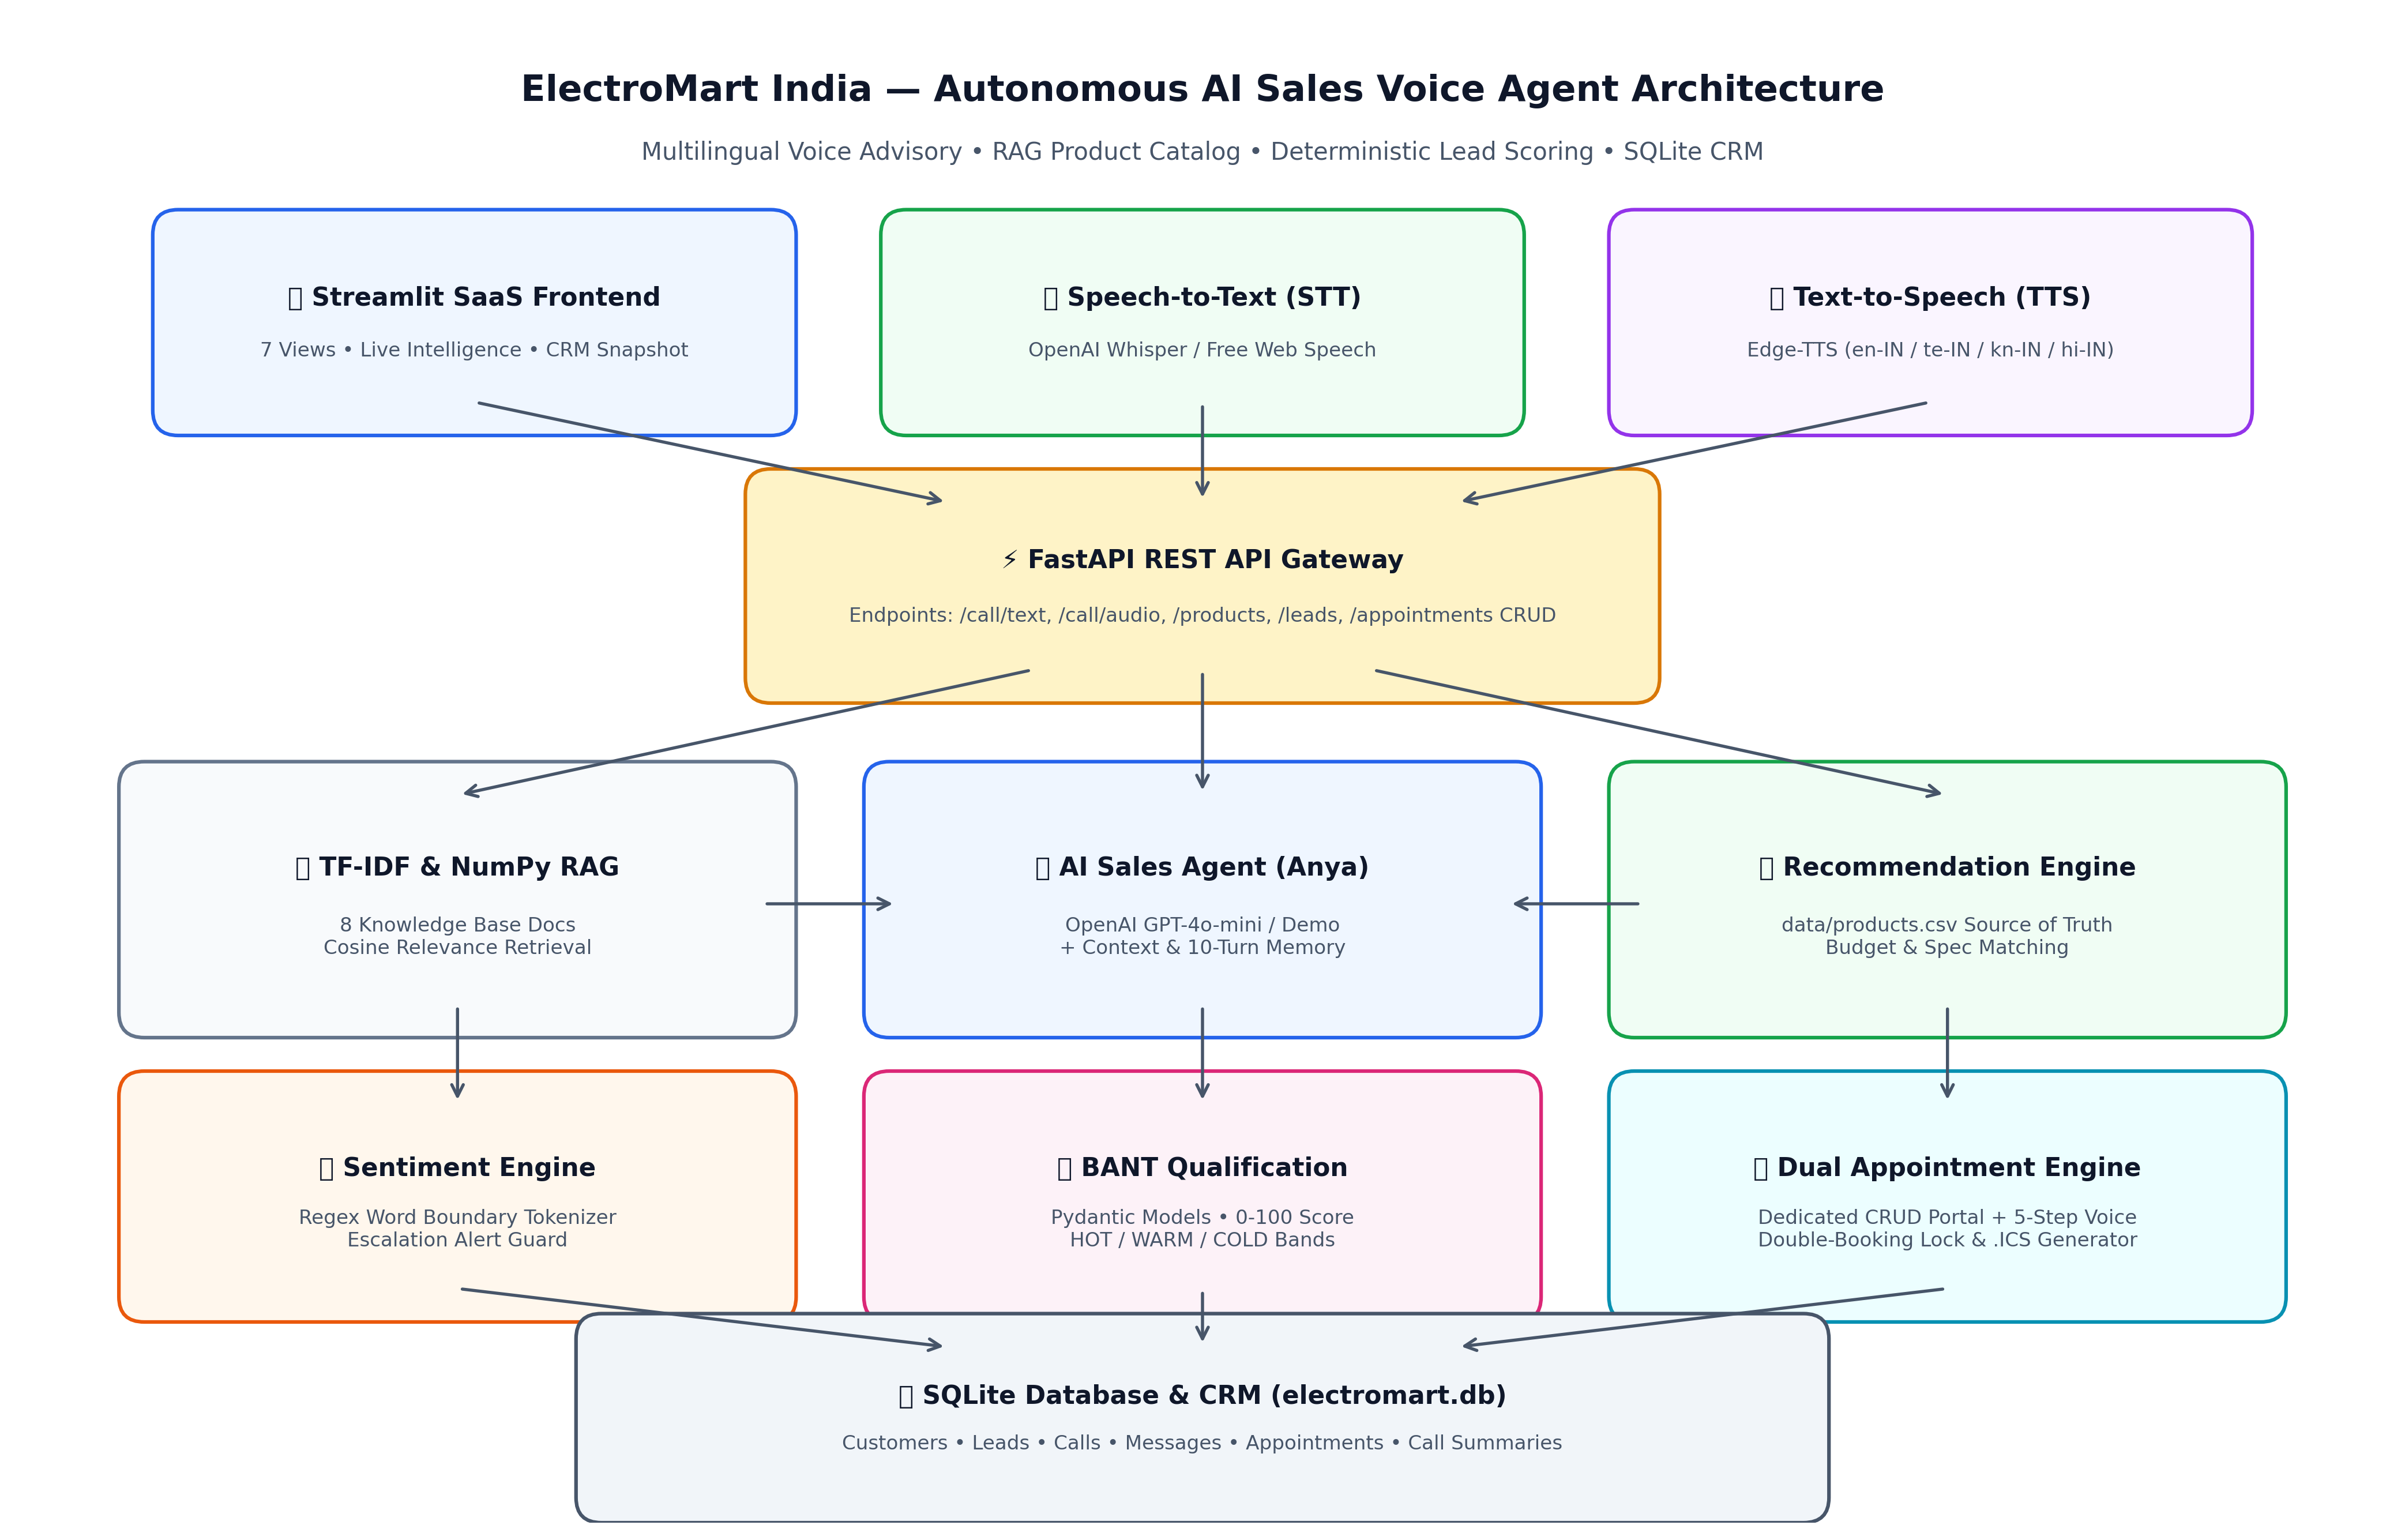 ElectroMart India — Autonomous AI Sales Voice Agent Architecture
Multilingual Voice Advisory • RAG Product Catalog • Deterministic Lead Scoring • SQLite CRM
Streamlit SaaS Frontend
7 Views • Live Intelligence • CRM Snapshot
Speech-to-Text (STT)
OpenAI Whisper / Free Web Speech
Text-to-Speech (TTS)
Edge-TTS (en-IN / te-IN / kn-IN / hi-IN)
⚡ FastAPI REST API Gateway
Endpoints: /call/text, /call/audio, /products, /leads, /appointments CRUD
TF-IDF & NumPy RAG
8 Knowledge Base Docs
Cosine Relevance Retrieval
AI Sales Agent (Anya)
OpenAI GPT-4o-mini / Demo
+ Context & 10-Turn Memory
Recommendation Engine
data/products.csv Source of Truth
Budget & Spec Matching
Sentiment Engine
Regex Word Boundary Tokenizer
Escalation Alert Guard
BANT Qualification
Pydantic Models • 0-100 Score
HOT / WARM / COLD Bands
Dual Appointment Engine
Dedicated CRUD Portal + 5-Step Voice
Double-Booking Lock & .ICS Generator
SQLite Database & CRM (electromart.db)
Customers • Leads • Calls • Messages • Appointments • Call Summaries